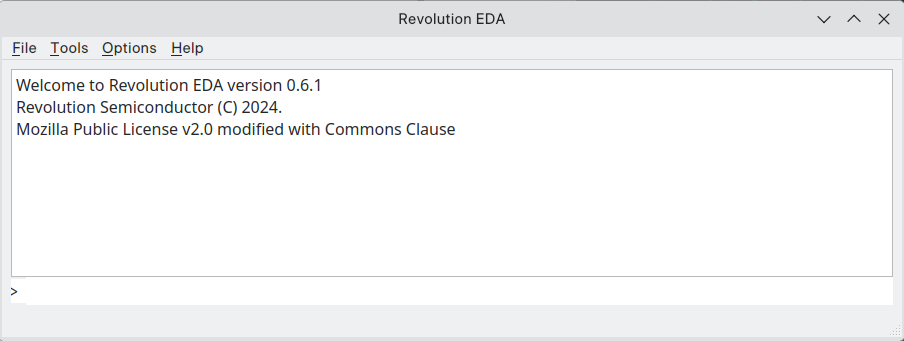 Revolution EDA
File Tools Options Help
Welcome to Revolution EDA version 0.6.1
Revolution Semiconductor (C) 2024.
Mozilla Public License v2.0 modified with Commons Clause
>